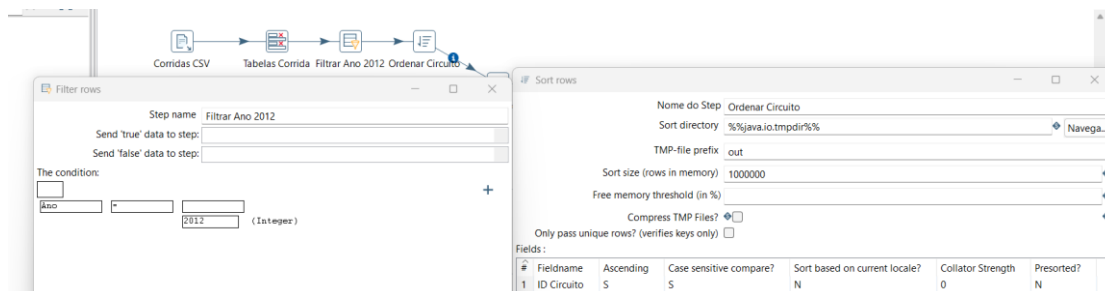 Corridas CSV
Tabelas Corrida
Filtrar Ano 2012
Ordenar Circuito
Filter rows
Step name Filtrar Ano 2012
Send 'true' data to step:
Send 'false' data to step:
The condition:
Ano = 
2012 (Integer)
Sort rows
Nome do Step Ordenar Circuito
Sort directory %%java.io.tmpdir%% Navega..
TMP-file prefix out
Sort size (rows in memory) 1000000
Free memory threshold (in %)
Compress TMP Files?
Only pass unique rows? (verifies keys only)
Fields :
# Fieldname Ascending Case sensitive compare? Sort based on current locale? Collator Strength Presorted?
1 ID Circuito S S N 0 N